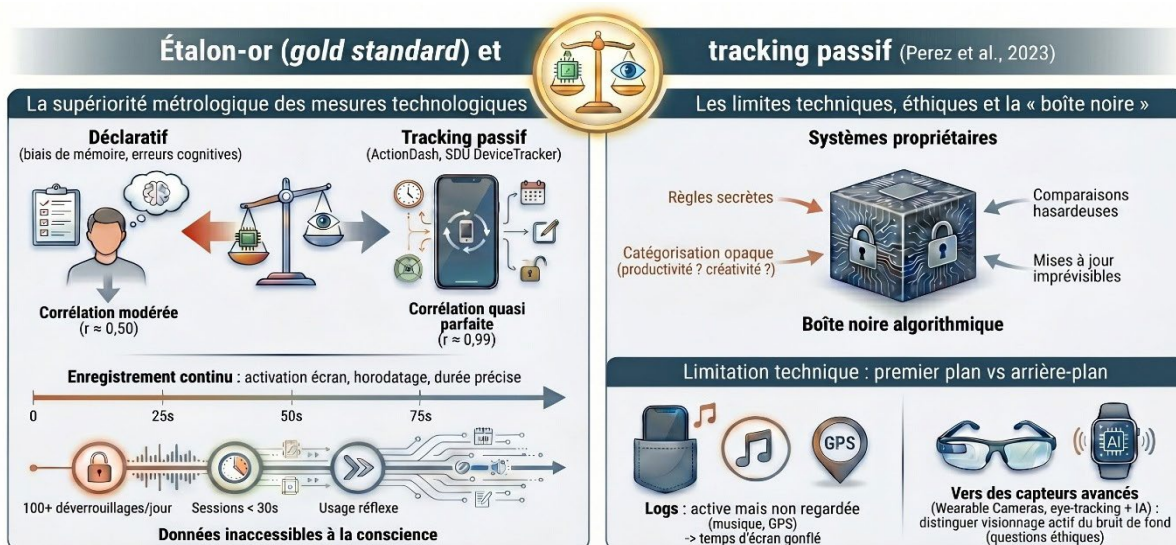 Étalon-or (gold standard) et tracking passif (Perez et al., 2023)
La supériorité métrologique des mesures technologiques
Déclaratif
(biais de mémoire, erreurs cognitives)
Tracking passif
(ActionDash, SDU DeviceTracker)
Corrélation modérée
(r ≈ 0,50)
Corrélation quasi
parfaite
(r ≈ 0,99)
Enregistrement continu : activation écran, horodatage, durée précise
0
25s
50s
75s
100+ déverrouillages/jour
Sessions < 30s
Usage réflexe
Données inaccessibles à la conscience
Les limites techniques, éthiques et la « boîte noire »
Systèmes propriétaires
Règles secrètes
Catégorisation opaque
(productivité ? créativité ?)
Comparaisons
hasardeuses
Mises à jour
imprévisibles
Boîte noire algorithmique
Limitation technique : premier plan vs arrière-plan
GPS
Logs : active mais non regardée
(musique, GPS)
-> temps d'écran gonflé
AI
Vers des capteurs avancés
(Wearable Cameras, eye-tracking + IA) :
distinguer visionnage actif du bruit de fond
(questions éthiques)